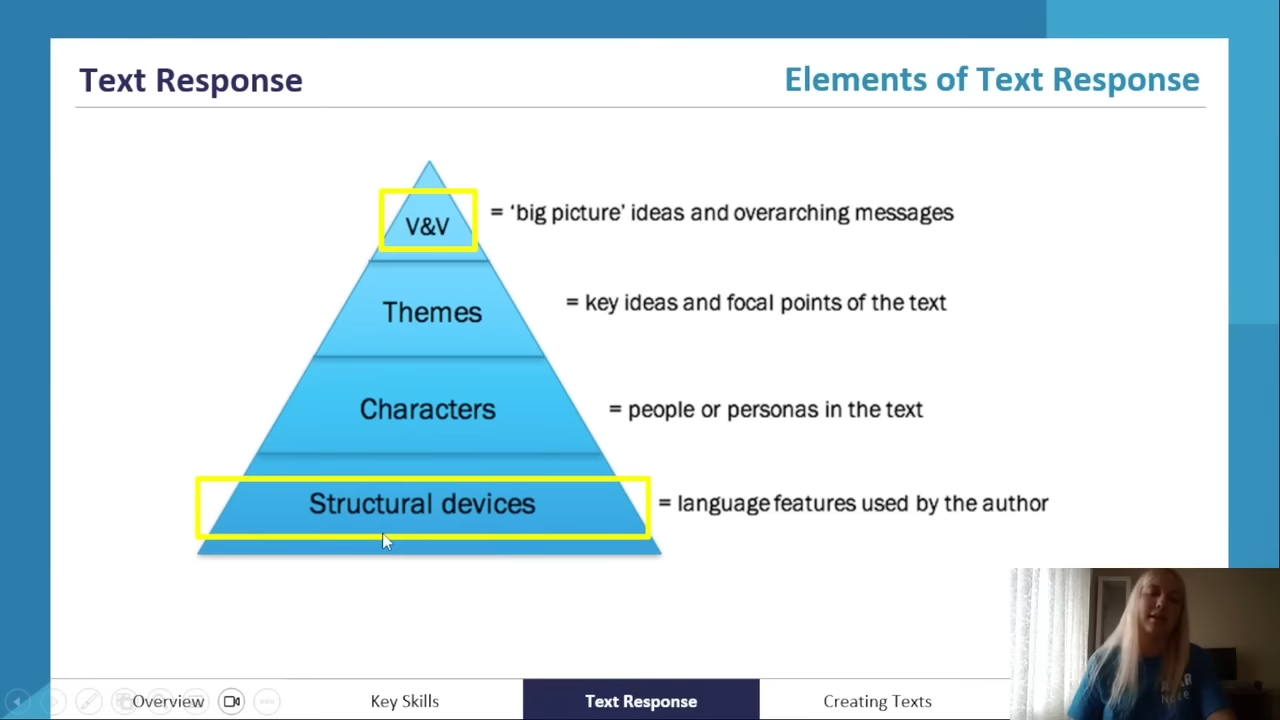 Text Response
Elements of Text Response
V&V
= ‘big picture’ ideas and overarching messages
Themes
= key ideas and focal points of the text
Characters
= people or personas in the text
Structural devices
= language features used by the author
Overview
Key Skills
Text Response
Creating Texts